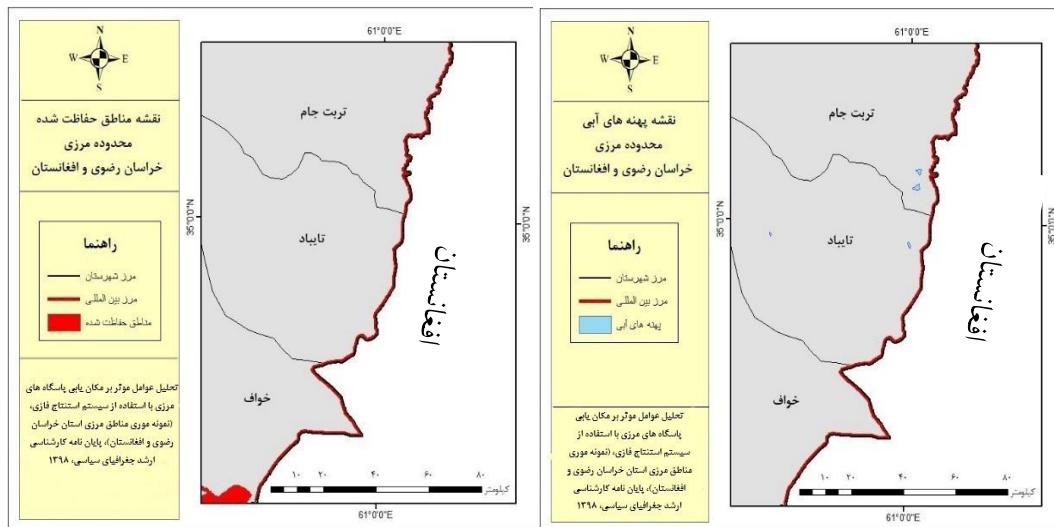 N
W E
S
نقشه مناطق حفاظت شده
محدوده مرزی
خراسان رضوی و افغانستان
راهنما
مرز شهرستان
مرز بین المللی
مناطق حفاظت شده
تحلیل عوامل موثر بر مکان یابی پاسگاه های
مرزی با استفاده از سیستم استنتاج فازی،
(نمونه موری مناطق مرزی استان خراسان
رضوی و افغانستان)، پایان نامه کارشناسی
ارشد جغرافیای سیاسی، ۱۳۹۸
61°0'0"E
تربت جام
35°0'0"N
تایباد
افغانستان
خواف
۱۰ ۲۰ ۴۰ ۶۰ ۸۰
کیلومتر
61°0'0"E
N
W E
S
نقشه پهنه های آبی
محدوده مرزی
خراسان رضوی و افغانستان
راهنما
مرز شهرستان
مرز بین المللی
پهنه های آبی
تحلیل عوامل موثر بر مکان یابی
پاسگاه های مرزی با استفاده از
سیستم استنتاج فازی، (نمونه موری
مناطق مرزی استان خراسان رضوی و
افغانستان)، پایان نامه کارشناسی
ارشد جغرافیای سیاسی، ۱۳۹۸
61°0'0"E
تربت جام
35°0'0"N
35°0'0"N
تایباد
افغانستان
خواف
۱۰ ۲۰ ۴۰ ۶۰ ۸۰
کیلومتر
61°0'0"E